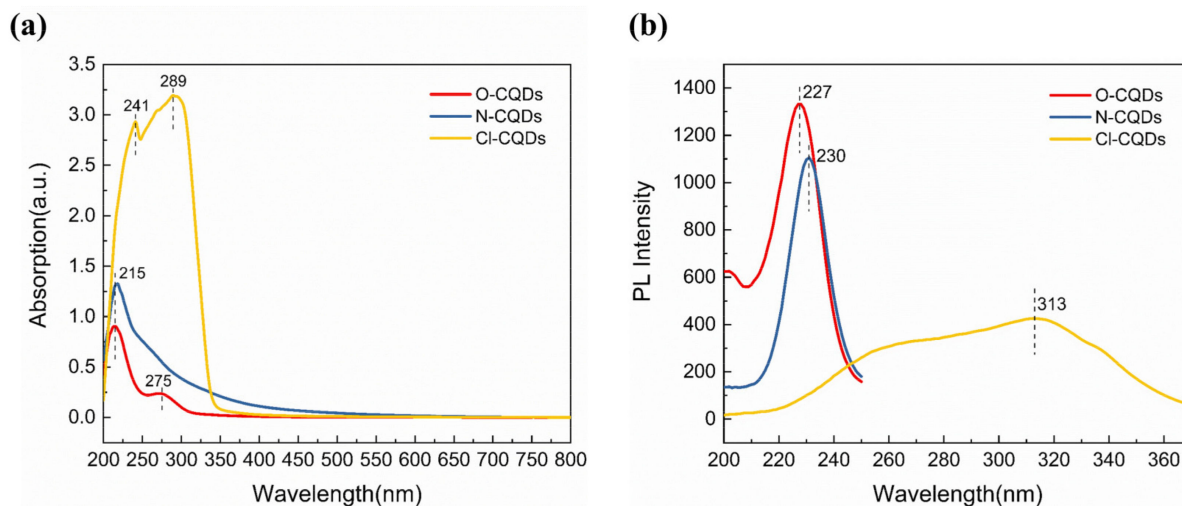 (a)
3.5
3.0
2.5
2.0
1.5
1.0
0.5
0.0
Absorption(a.u.)
241
289
215
275
O-CQDs
N-CQDs
Cl-CQDs
200 250 300 350 400 450 500 550 600 650 700 750 800
Wavelength(nm)
(b)
1400
1200
1000
800
600
400
200
0
PL Intensity
227
230
313
O-CQDs
N-CQDs
Cl-CQDs
200 220 240 260 280 300 320 340 360
Wavelength(nm)